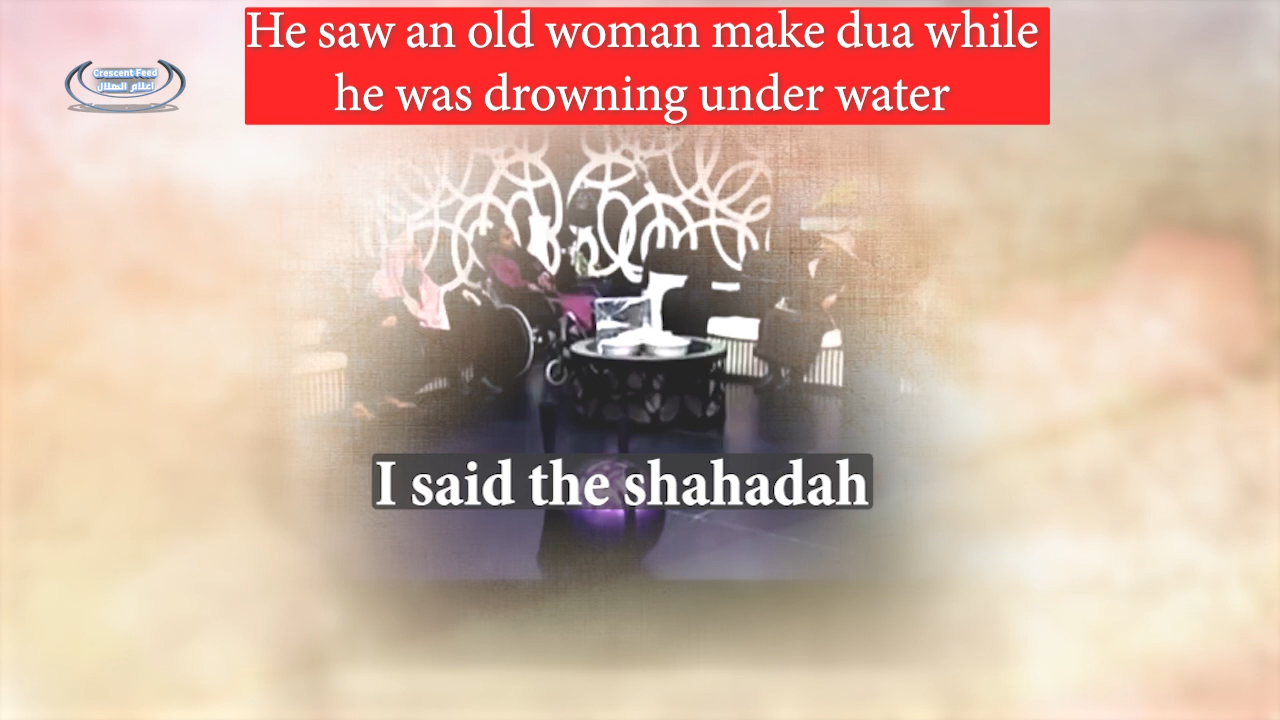 He saw an old woman make dua while
he was drowning under water
Crescent Feed
اعلام الهلال
I said the shahadah